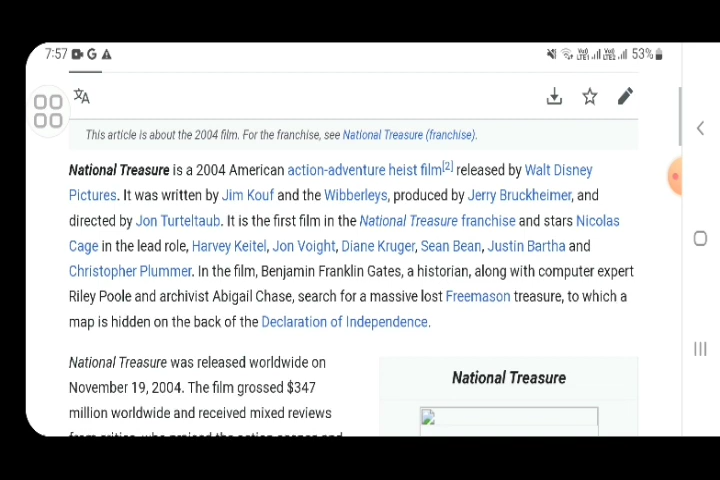 7:57 G 53%
This article is about the 2004 film. For the franchise, see National Treasure (franchise).
National Treasure is a 2004 American action-adventure heist film[2] released by Walt Disney
Pictures. It was written by Jim Kouf and the Wibberleys, produced by Jerry Bruckheimer, and
directed by Jon Turteltaub. It is the first film in the National Treasure franchise and stars Nicolas
Cage in the lead role, Harvey Keitel, Jon Voight, Diane Kruger, Sean Bean, Justin Bartha and
Christopher Plummer. In the film, Benjamin Franklin Gates, a historian, along with computer expert
Riley Poole and archivist Abigail Chase, search for a massive lost Freemason treasure, to which a
map is hidden on the back of the Declaration of Independence.
National Treasure was released worldwide on
November 19, 2004. The film grossed $347
million worldwide and received mixed reviews
National Treasure